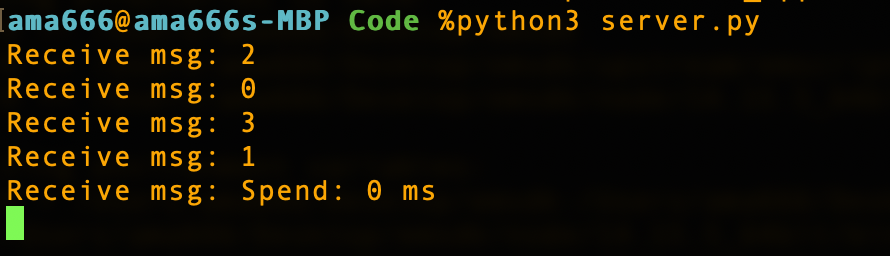 ama666@ama666s-MBP Code %python3 server.py
Receive msg: 2
Receive msg: 0
Receive msg: 3
Receive msg: 1
Receive msg: Spend: 0 ms